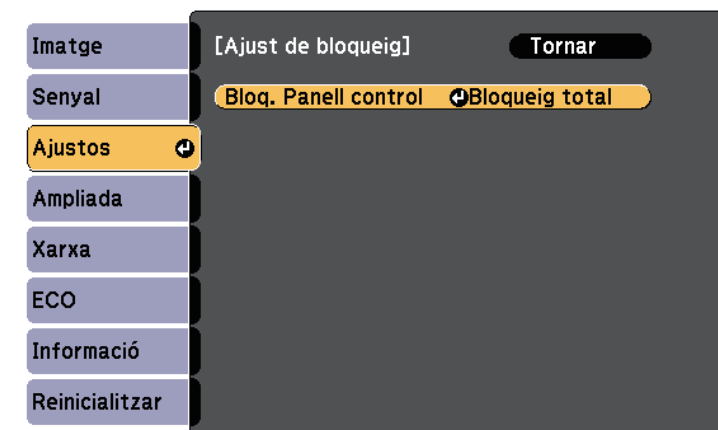 Imatge
[Ajust de bloqueig] Tornar
Senyal
Bloq. Panell control Bloqueig total
Ajustos
Ampliada
Xarxa
ECO
Informació
Reinicialitzar